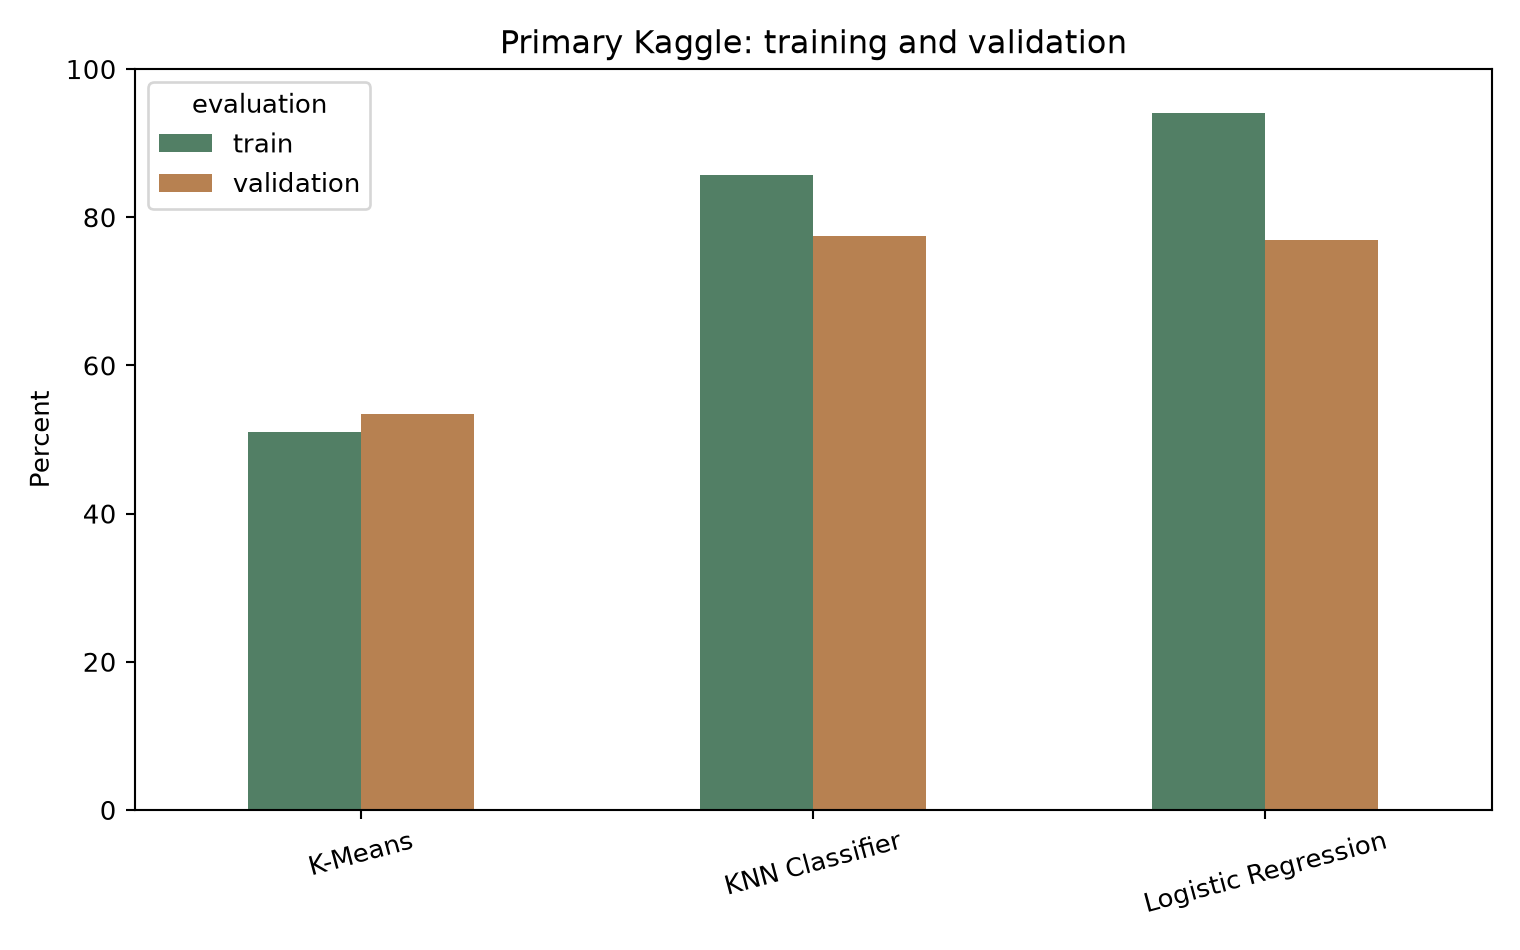 Primary Kaggle: training and validation
100
80
60
40
20
0
Percent
evaluation
train
validation
K-Means
KNN Classifier
Logistic Regression